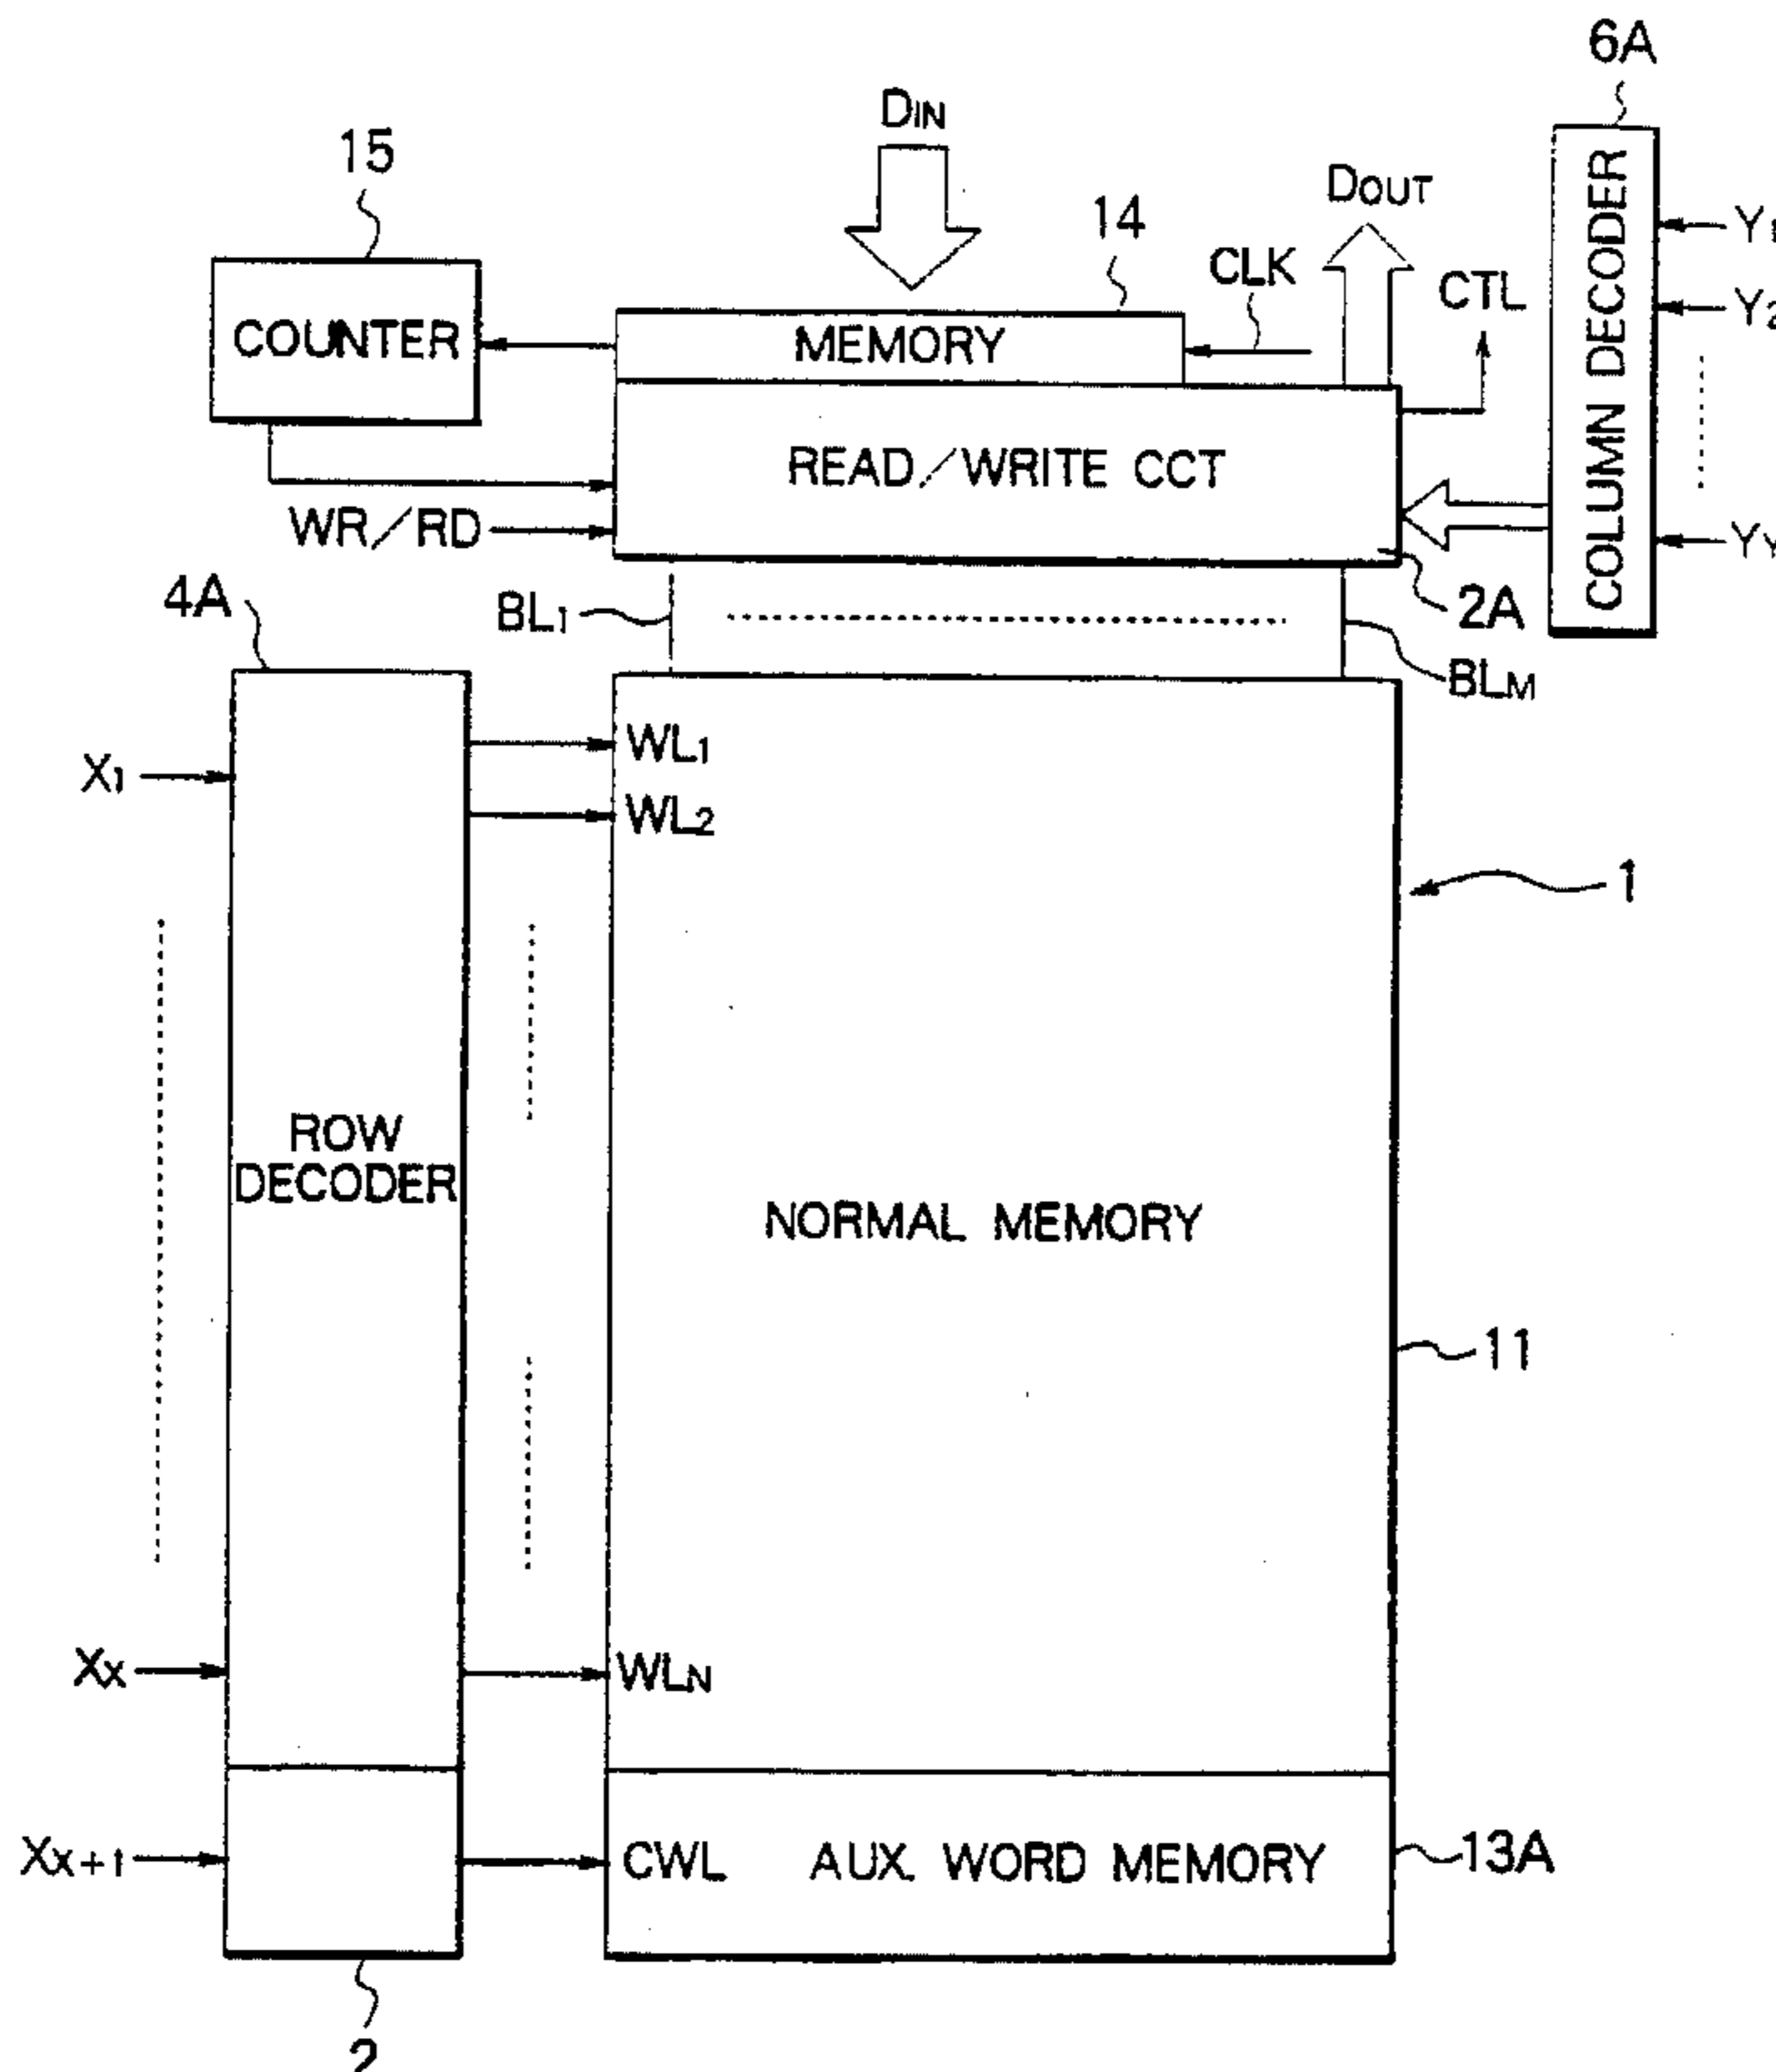 6A
DIN
15
DOUT
14
CLK
CTL
COLUMN DECODER
Y1
Y2
YY
COUNTER
MEMORY
READ/WRITE CCT
WR/RD
4A
BL1
2A
BLM
X1
WL1
WL2
1
ROW
DECODER
NORMAL MEMORY
11
XX
WLN
XX+1
CWL
AUX. WORD MEMORY
13A
2